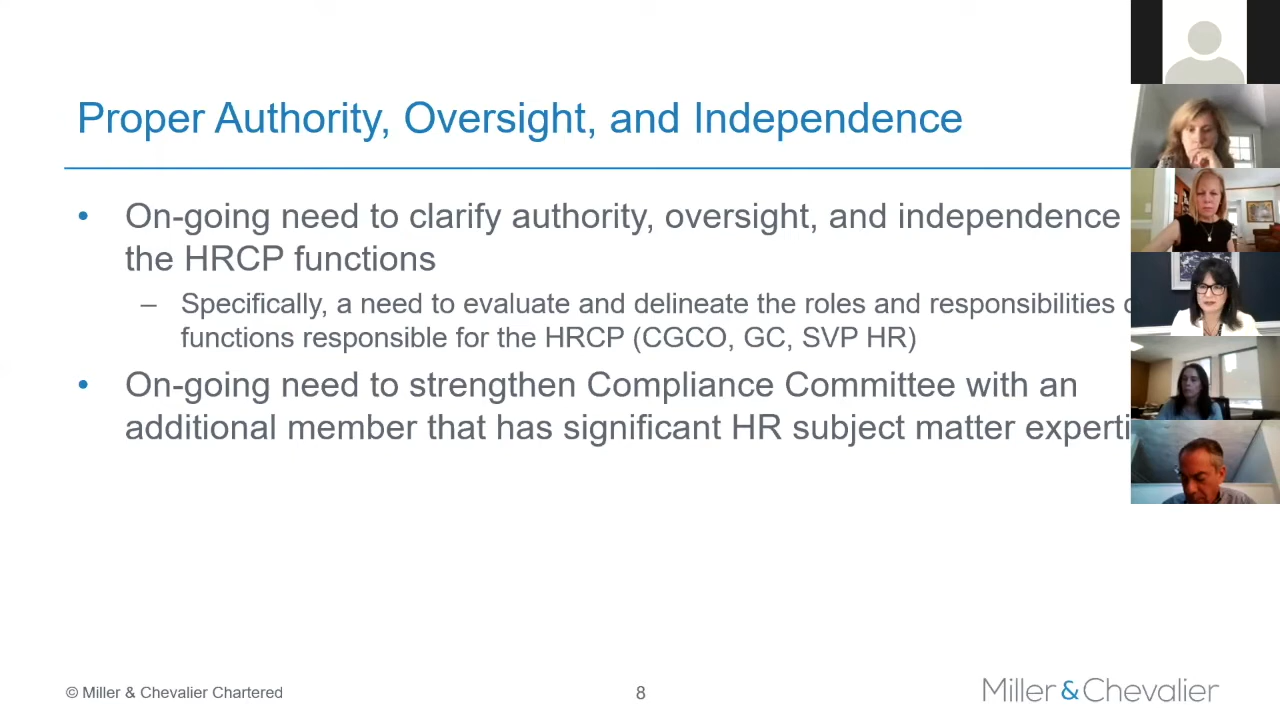 Proper Authority, Oversight, and Independence
• On-going need to clarify authority, oversight, and independence
the HRCP functions
– Specifically, a need to evaluate and delineate the roles and responsibilities
functions responsible for the HRCP (CGCO, GC, SVP HR)
• On-going need to strengthen Compliance Committee with an
additional member that has significant HR subject matter experti
© Miller & Chevalier Chartered
8
Miller&Chevalier